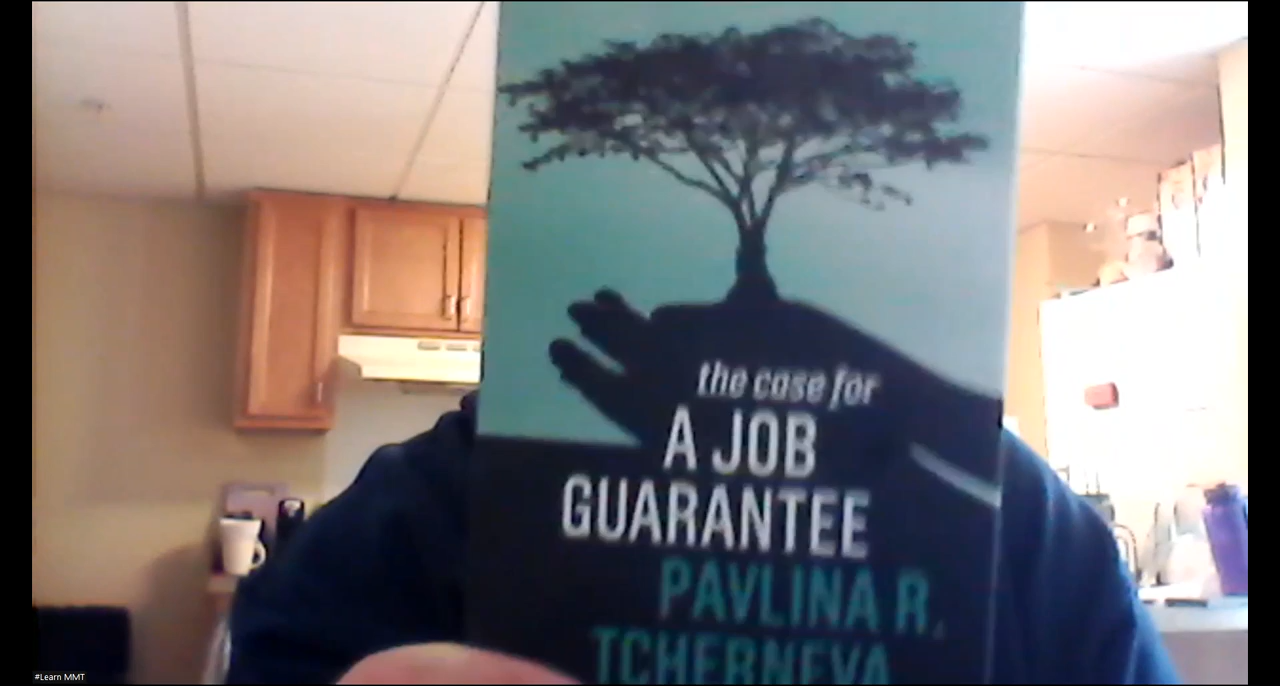 the case for
A JOB
GUARANTEE
PAVLINA R.
TCHERNEVA
#Learn MMT